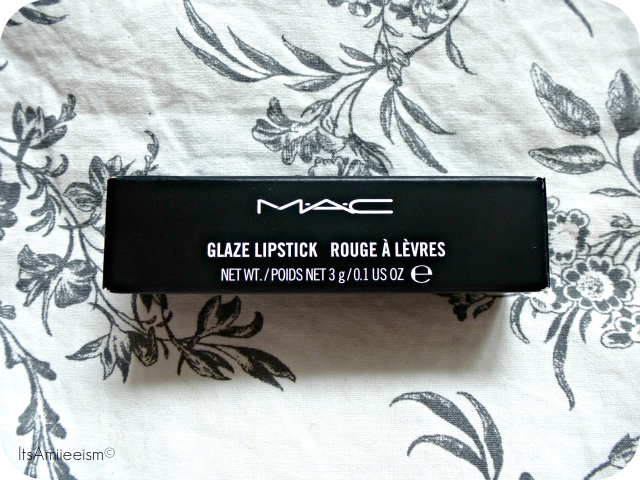 M·A·C
GLAZE LIPSTICK ROUGE À LÈVRES
NET WT. / POIDS NET 3 g / 0.1 US OZ ℮
ItsAmiieeism©